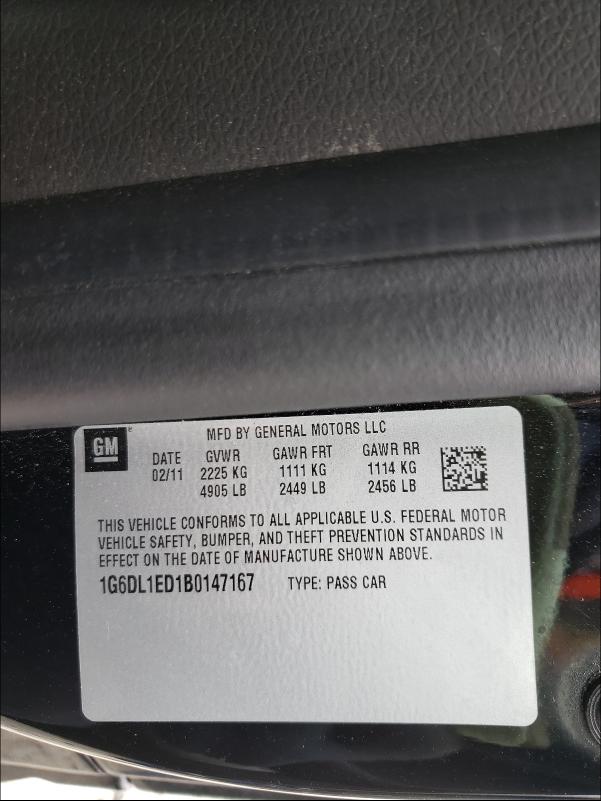 GM
MFD BY GENERAL MOTORS LLC
DATE GVWR GAWR FRT GAWR RR
02/11 2225 KG 1111 KG 1114 KG
4905 LB 2449 LB 2456 LB
THIS VEHICLE CONFORMS TO ALL APPLICABLE U.S. FEDERAL MOTOR
VEHICLE SAFETY, BUMPER, AND THEFT PREVENTION STANDARDS IN
EFFECT ON THE DATE OF MANUFACTURE SHOWN ABOVE.
1G6DL1ED1B0147167 TYPE: PASS CAR